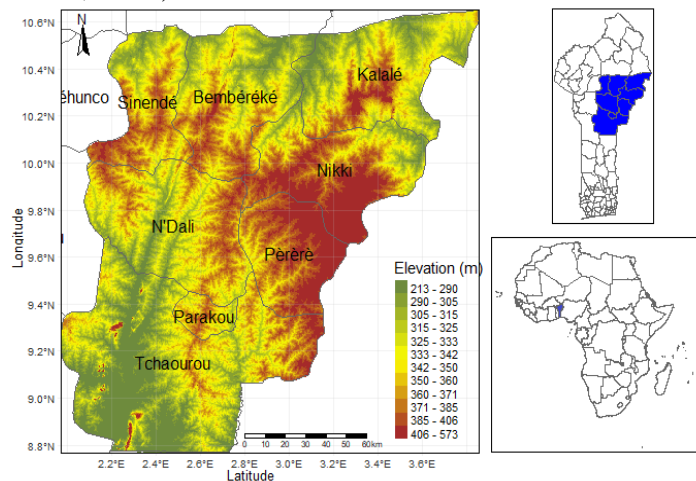 N
10.6°N
10.4°N
10.2°N
10.0°N
9.8°N
9.6°N
9.4°N
9.2°N
9.0°N
8.8°N
Longitude
Kalalé
éhunco
Sinendé
Bembèrékè
Nikki
N'Dali
Pèrèrè
Parakou
Tchaourou
Elevation (m)
213 - 290
290 - 305
305 - 315
315 - 325
325 - 333
333 - 342
342 - 350
350 - 360
360 - 371
371 - 385
385 - 406
406 - 573
0 10 20 30 40 50 60km
2.2°E 2.4°E 2.6°E 2.8°E 3.0°E 3.2°E 3.4°E 3.6°E
Latitude